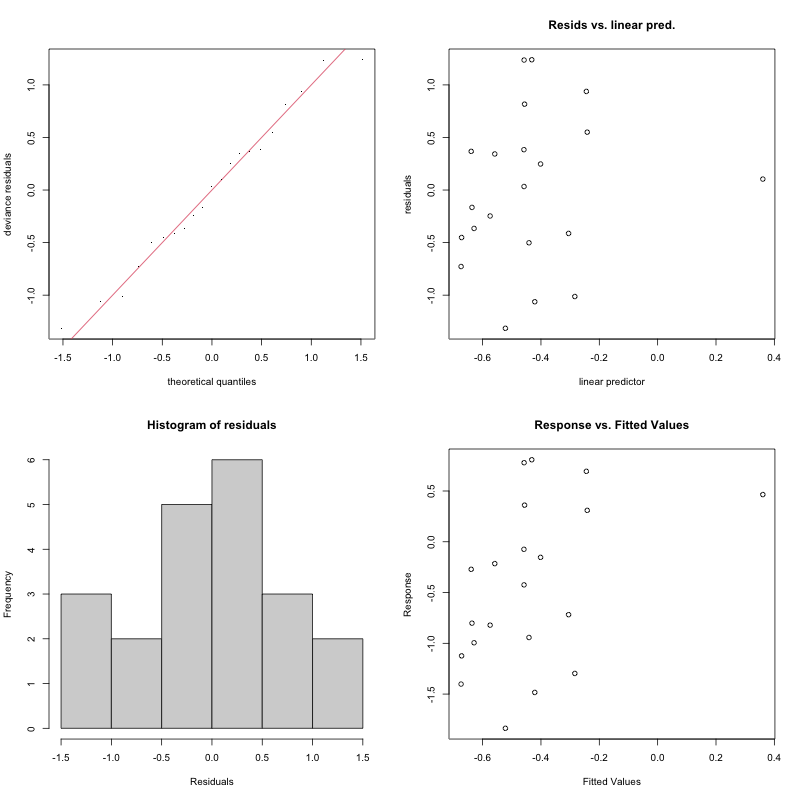 deviance residuals
1.0
0.5
0.0
-0.5
-1.0
-1.5 -1.0 -0.5 0.0 0.5 1.0 1.5
theoretical quantiles
Resids vs. linear pred.
residuals
1.0
0.5
0.0
-0.5
-1.0
-0.6 -0.4 -0.2 0.0 0.2 0.4
linear predictor
Histogram of residuals
Frequency
6
5
4
3
2
1
0
-1.5 -1.0 -0.5 0.0 0.5 1.0 1.5
Residuals
Response vs. Fitted Values
Response
0.5
0.0
-0.5
-1.0
-1.5
-0.6 -0.4 -0.2 0.0 0.2 0.4
Fitted Values